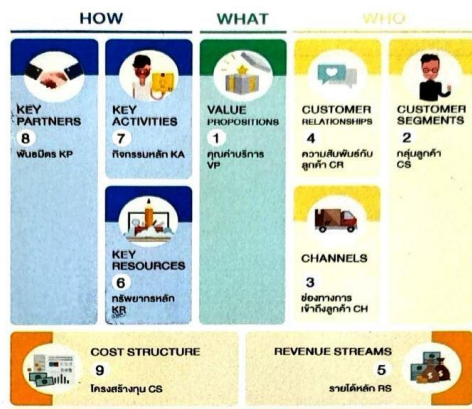 HOW
WHAT
WHO
KEY
PARTNERS
8
พันธมิตร KP
KEY
ACTIVITIES
7
กิจกรรมหลัก KA
KEY
RESOURCES
6
ทรัพยากรหลัก
KR
VALUE
PROPOSITIONS
1
คุณค่าบริการ
VP
CUSTOMER
RELATIONSHIPS
4
ความสัมพันธ์กับ
ลูกค้า CR
CHANNELS
3
ช่องทางการ
เข้าถึงลูกค้า CH
CUSTOMER
SEGMENTS
2
กลุ่มลูกค้า
CS
COST STRUCTURE
9
โครงสร้างทุน CS
REVENUE STREAMS
5
รายได้หลัก RS